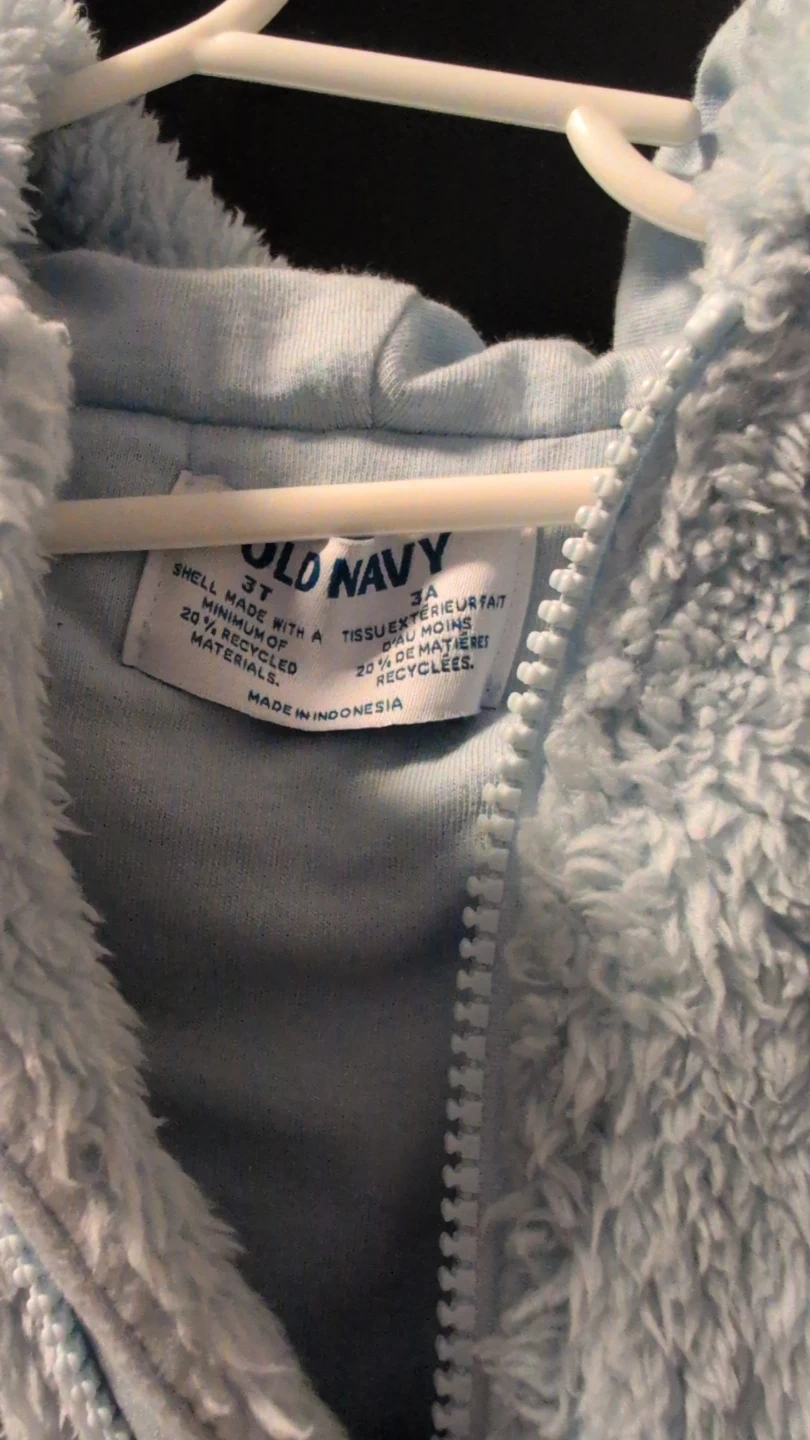 OLD NAVY
3T
SHELL MADE WITH A
MINIMUM OF
20% RECYCLED
MATERIALS.
3A
TISSU EXTÉRIEUR FAIT
D'AU MOINS
20% DE MATIÈRES
RECYCLÉES.
MADE IN INDONESIA